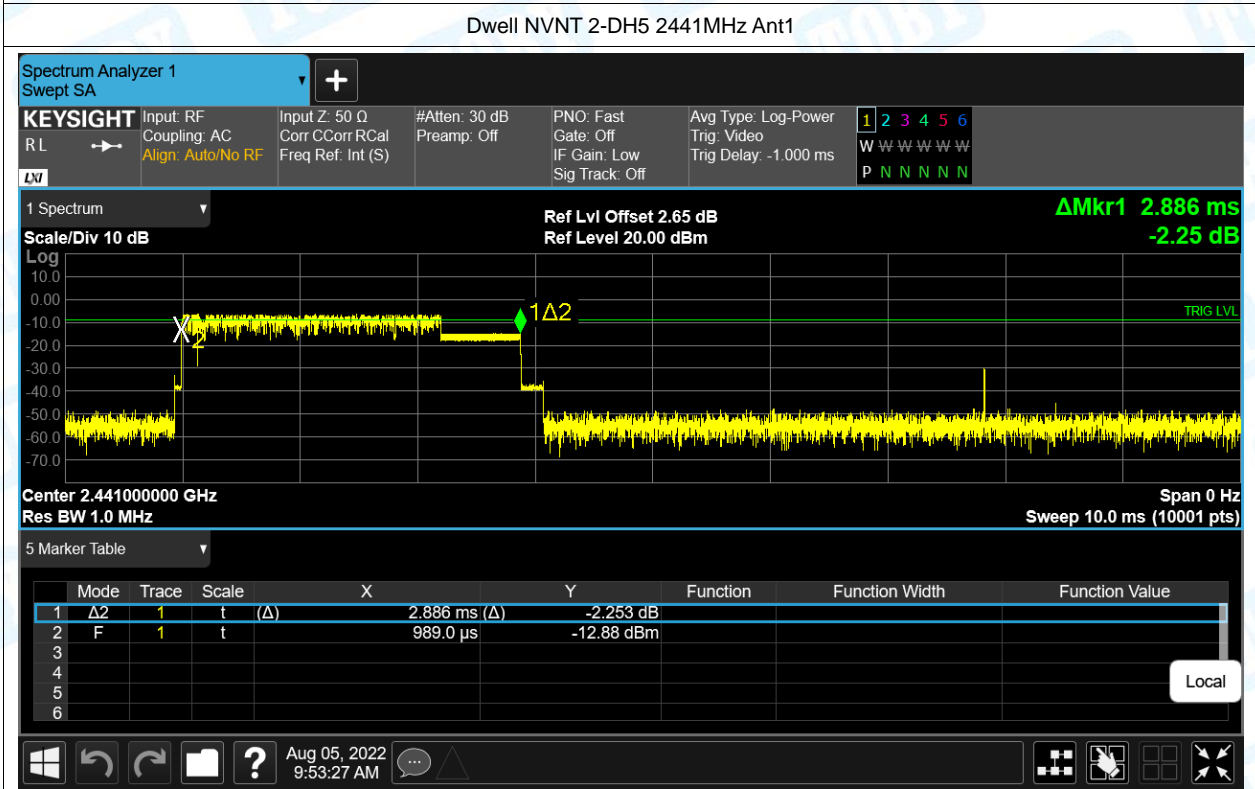 Dwell NVNT 2-DH5 2441MHz Ant1
Spectrum Analyzer 1
Swept SA
KEYSIGHT
RL
LXI
Input: RF
Coupling: AC
Align: Auto/No RF
Input Z: 50 Ω
Corr CCorr RCal
Freq Ref: Int (S)
#Atten: 30 dB
Preamp: Off
PNO: Fast
Gate: Off
IF Gain: Low
Sig Track: Off
Avg Type: Log-Power
Trig: Video
Trig Delay: -1.000 ms
1 2 3 4 5 6
W W W W W W
P N N N N N
1 Spectrum
Scale/Div 10 dB
Ref Lvl Offset 2.65 dB
Ref Level 20.00 dBm
ΔMkr1 2.886 ms
-2.25 dB
Log
10.0
0.00
-10.0
-20.0
-30.0
-40.0
-50.0
-60.0
-70.0
X
2
1Δ2
TRIG LVL
Center 2.441000000 GHz
Span 0 Hz
Res BW 1.0 MHz
Sweep 10.0 ms (10001 pts)
5 Marker Table
Mode Trace Scale X Y Function Function Width Function Value
1 Δ2 1 t (Δ) 2.886 ms (Δ) -2.253 dB
2 F 1 t 989.0 µs -12.88 dBm
3
4
5
6
Local
?
Aug 05, 2022
9:53:27 AM